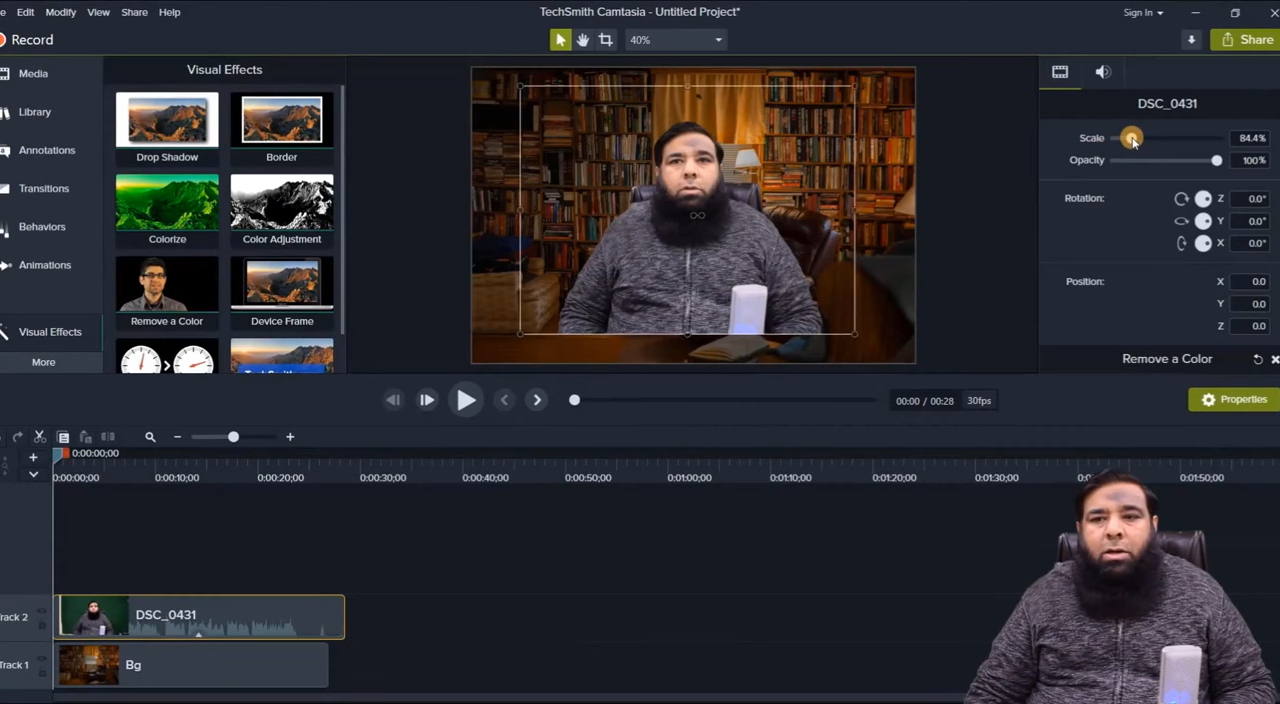 Edit Modify View Share Help
TechSmith Camtasia - Untitled Project*
Sign In
Record
40%
Share
Media
Library
Annotations
Transitions
Behaviors
Animations
Visual Effects
More
Visual Effects
Drop Shadow
Border
Colorize
Color Adjustment
Remove a Color
Device Frame
TechSmith
DSC_0431
Scale 84.4%
Opacity 100%
Rotation: Z 0.0°
Y 0.0°
X 0.0°
Position: X 0.0
Y 0.0
Z 0.0
Remove a Color
00:00 / 00:28 30fps
Properties
0:00:00;00
0:00:00;00 0:00:10;00 0:00:20;00 0:00:30;00 0:00:40;00 0:00:50;00 0:01:00;00 0:01:10;00 0:01:20;00 0:01:30;00 0:01:50;00
Track 2
DSC_0431
Track 1
Bg